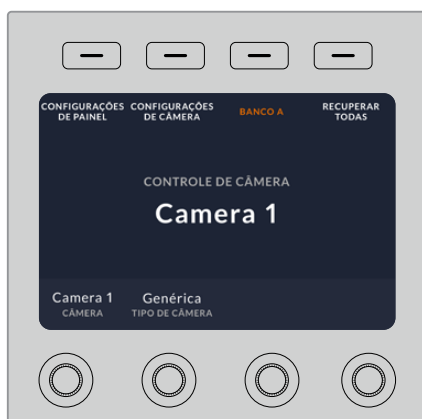 CONFIGURAÇÕES DE PAINEL
CONFIGURAÇÕES DE CÂMERA
BANCO A
RECUPERAR TODAS
CONTROLE DE CÂMERA
Camera 1
Camera 1
CÂMERA
Genérica
TIPO DE CÂMERA